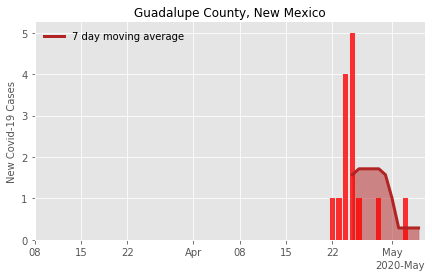 Guadalupe County, New Mexico
7 day moving average
New Covid-19 Cases
5
4
3
2
1
0
08 15 22 Apr 08 15 22 May
2020-May